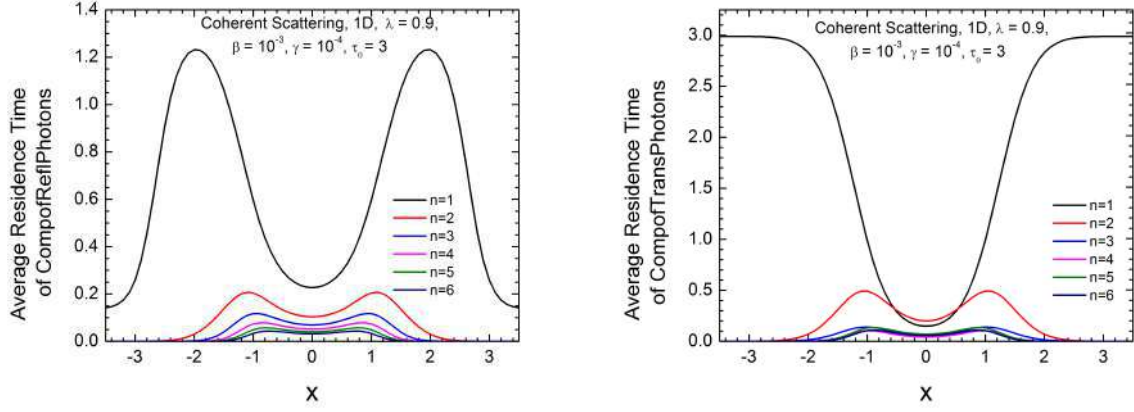 Coherent Scattering, 1D, λ = 0.9,
β = 10⁻³, γ = 10⁻⁴, τ₀ = 3
Average Residence Time
of CompofReflPhotons
1.4
1.2
1.0
0.8
0.6
0.4
0.2
0.0
n=1
n=2
n=3
n=4
n=5
n=6
-3 -2 -1 0 1 2 3
X
Coherent Scattering, 1D, λ = 0.9,
β = 10⁻³, γ = 10⁻⁴, τ₀ = 3
Average Residence Time
of CompofTransPhotons
3.0
2.5
2.0
1.5
1.0
0.5
0.0
n=1
n=2
n=3
n=4
n=5
n=6
-3 -2 -1 0 1 2 3
X